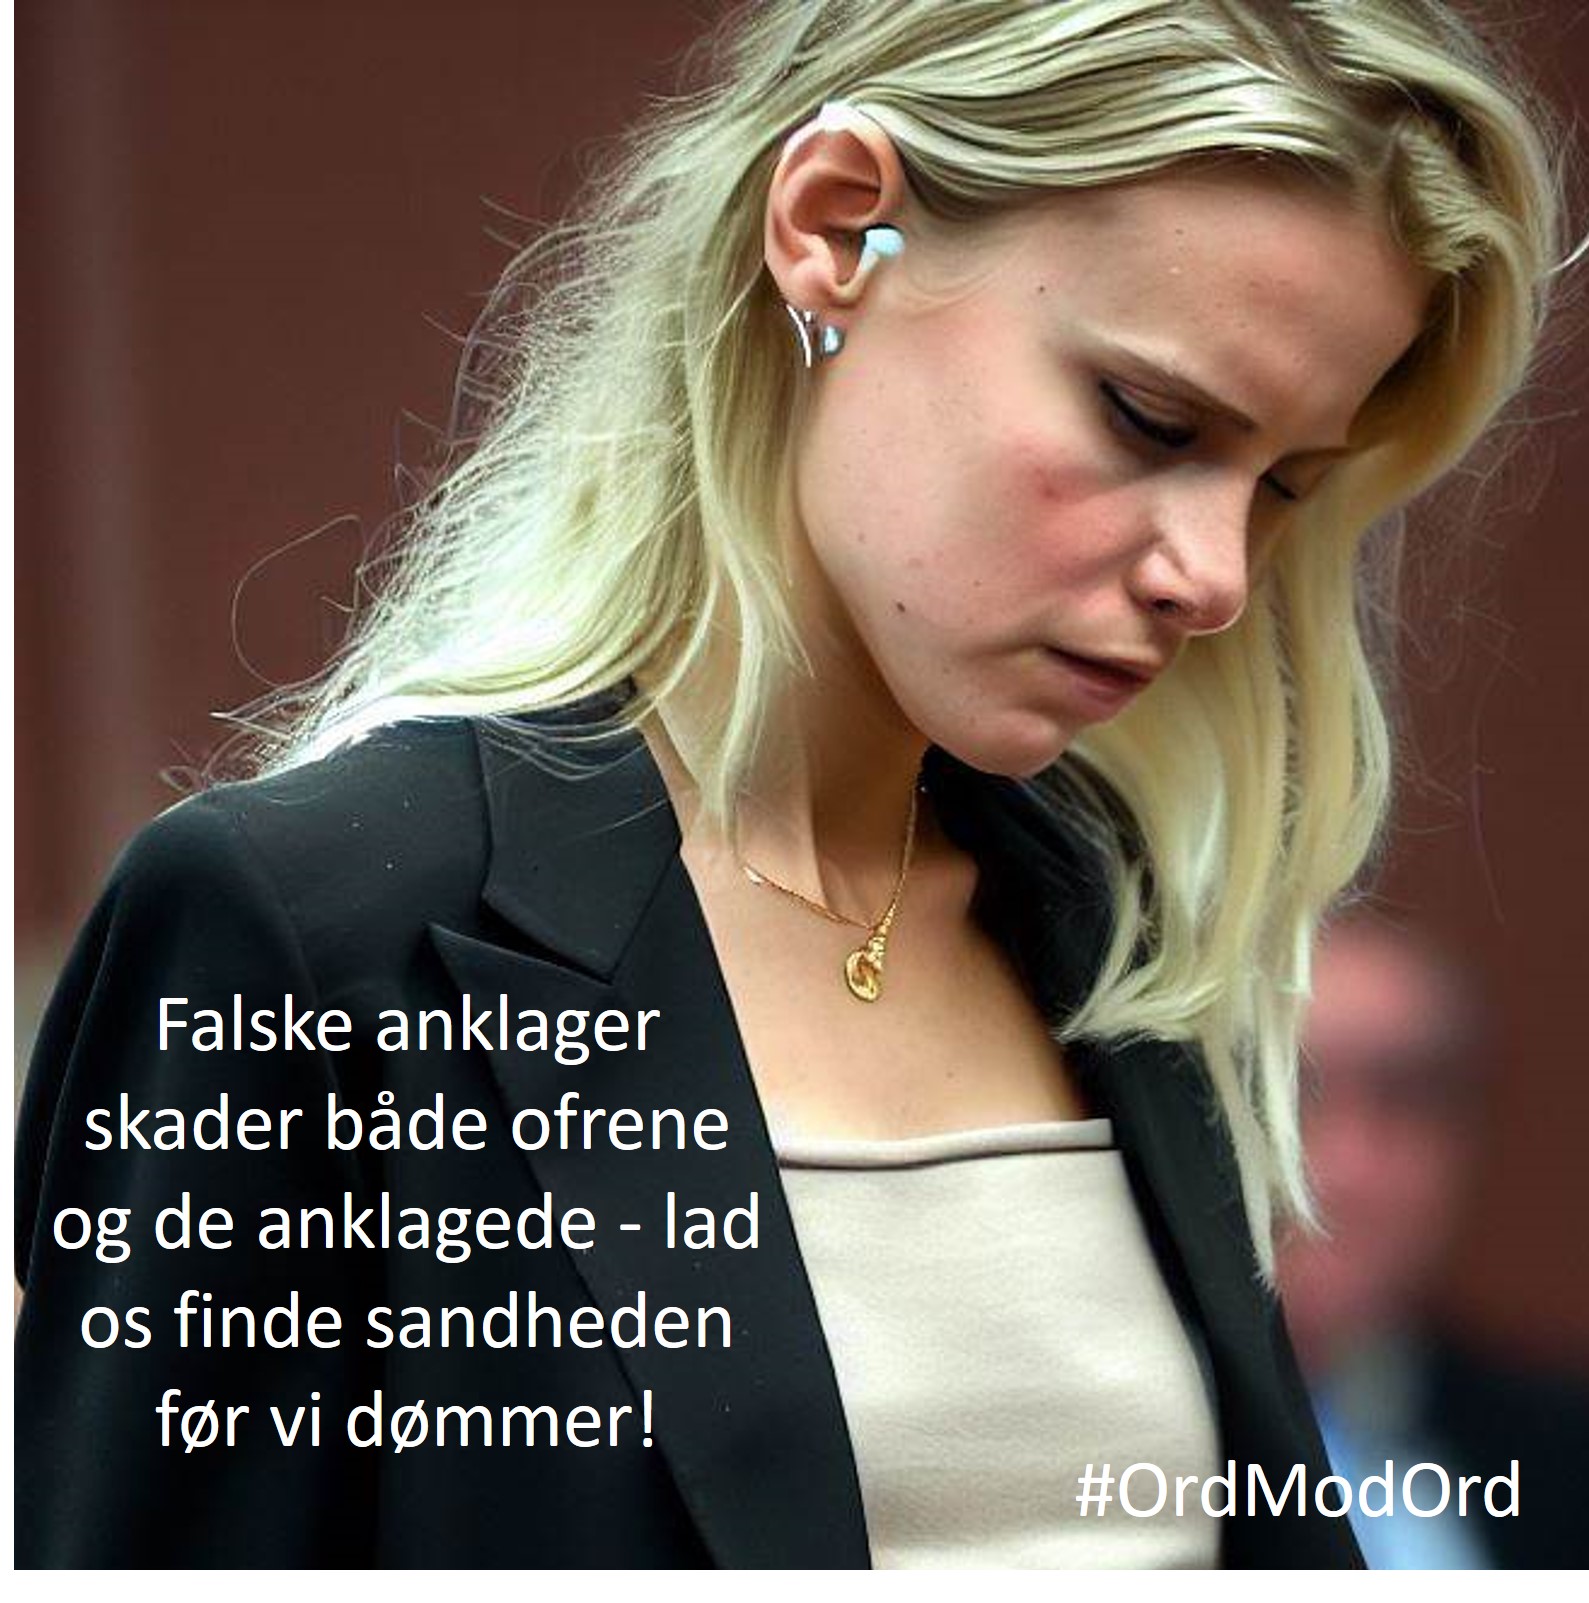 Falske anklager
skader både ofrene
og de anklagede - lad
os finde sandheden
før vi dømmer!
#OrdModOrd